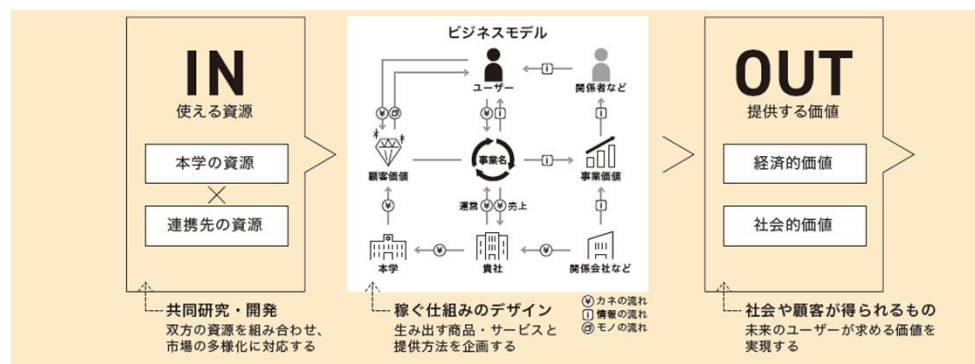 IN
使える資源
本学の資源
×
連携先の資源
共同研究・開発
双方の資源を組み合わせ、
市場の多様化に対応する
ビジネスモデル
ユーザー
i
関係者など
¥
¥
i
i
顧客価値
事業名
i
事業価値
¥
運営
¥
¥
売上
i
本学
¥
貴社
¥
関係会社など
稼ぐ仕組みのデザイン
生み出す商品・サービスと
提供方法を企画する
¥ カネの流れ
i 情報の流れ
モノの流れ
OUT
提供する価値
経済的価値
社会的価値
社会や顧客が得られるもの
未来のユーザーが求める価値を
実現する